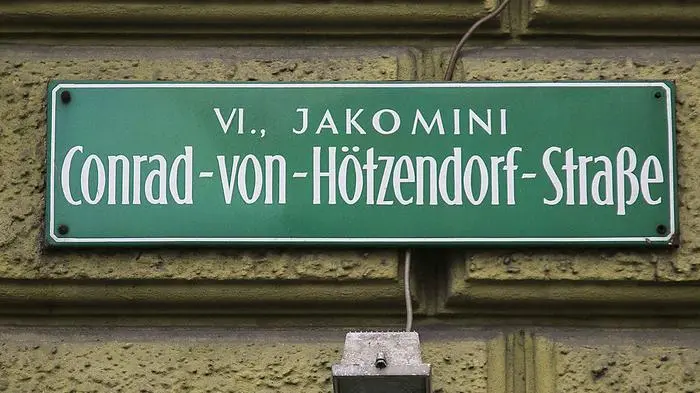 VI., JAKOMINI
Conrad-von-Hötzendorf-Straße